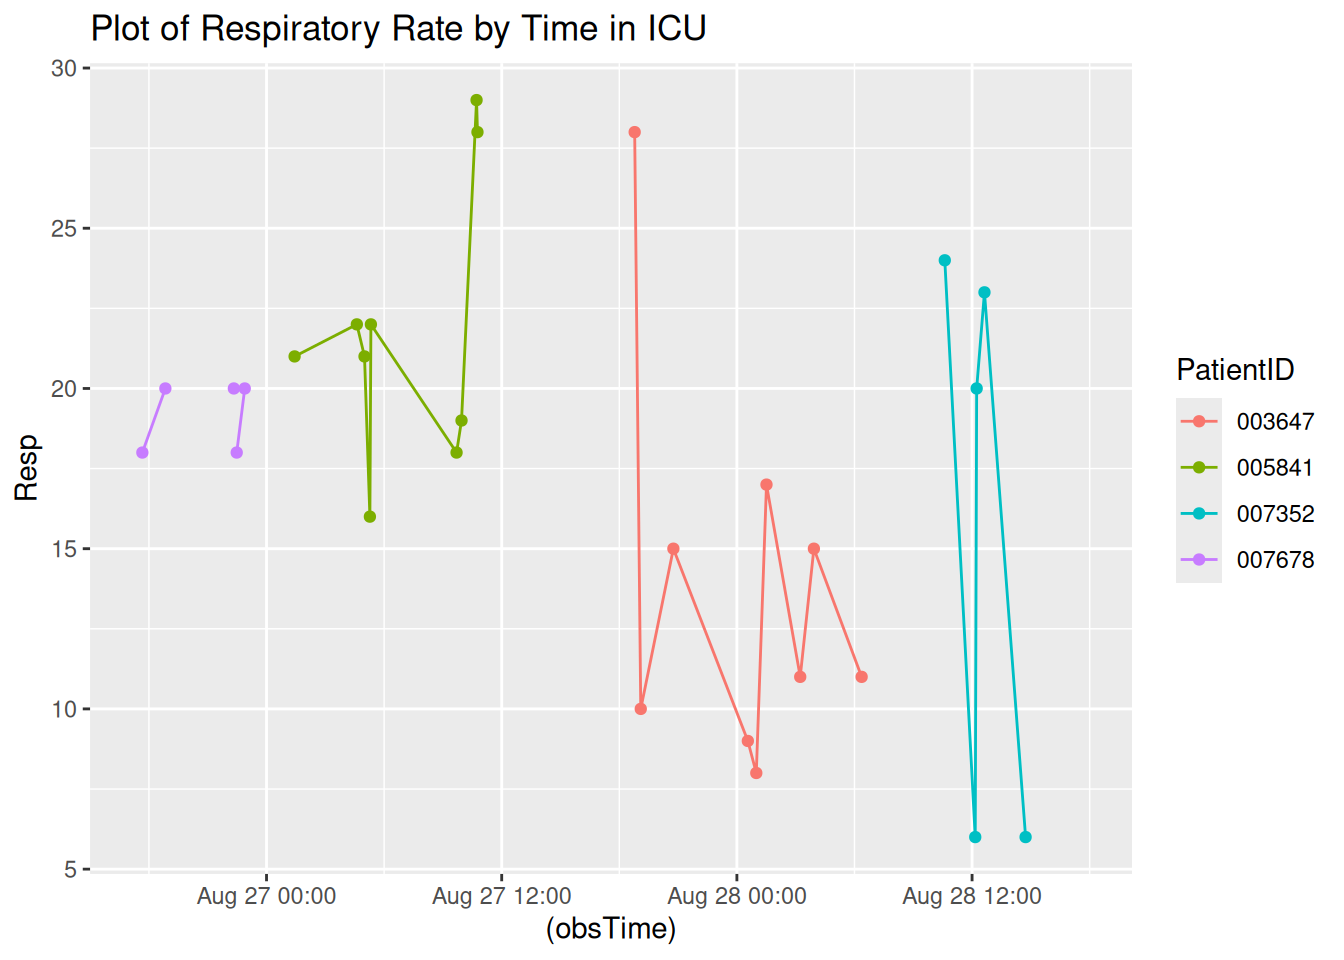 Plot of Respiratory Rate by Time in ICU
30
25
20
15
10
5
Resp
Aug 27 00:00
Aug 27 12:00
Aug 28 00:00
Aug 28 12:00
(obsTime)
PatientID
003647
005841
007352
007678